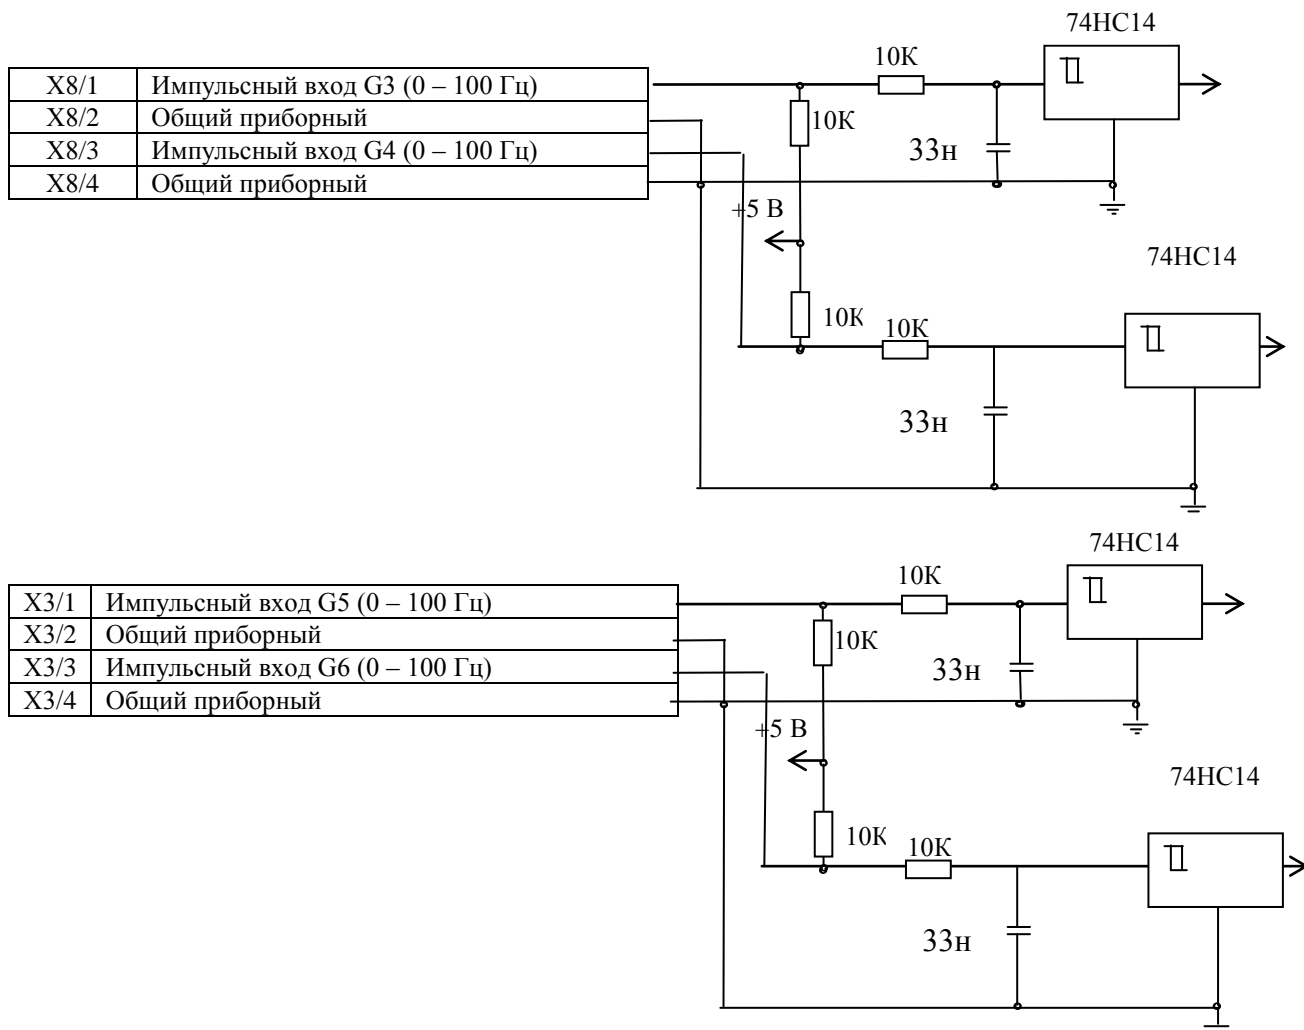 74HC14
10К
X8/1 Импульсный вход G3 (0 – 100 Гц)
X8/2 Общий приборный
X8/3 Импульсный вход G4 (0 – 100 Гц)
X8/4 Общий приборный
10К
33н
+5 В
74HC14
10К
10К
33н
74HC14
10К
X3/1 Импульсный вход G5 (0 – 100 Гц)
X3/2 Общий приборный
X3/3 Импульсный вход G6 (0 – 100 Гц)
X3/4 Общий приборный
10К
33н
+5 В
74HC14
10К
10К
33н